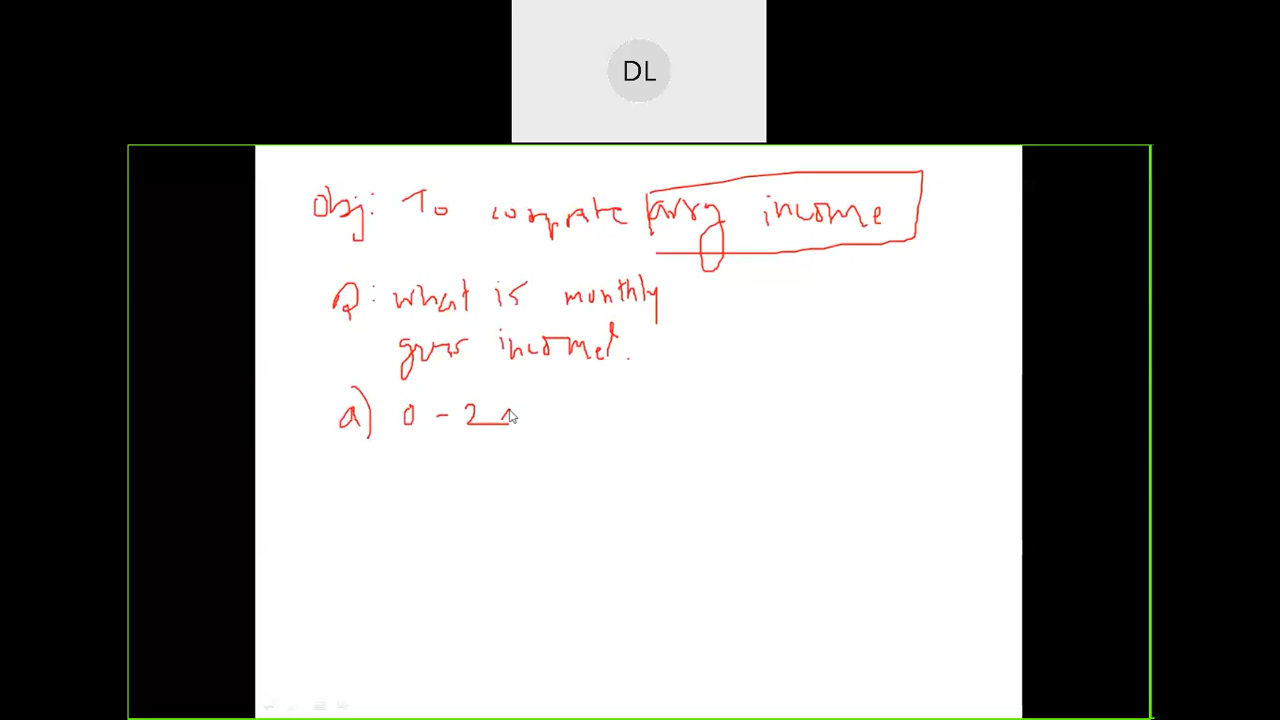 DL
Obj: To compute avg income
Q: what is monthly
gross income?
a) 0 - 2